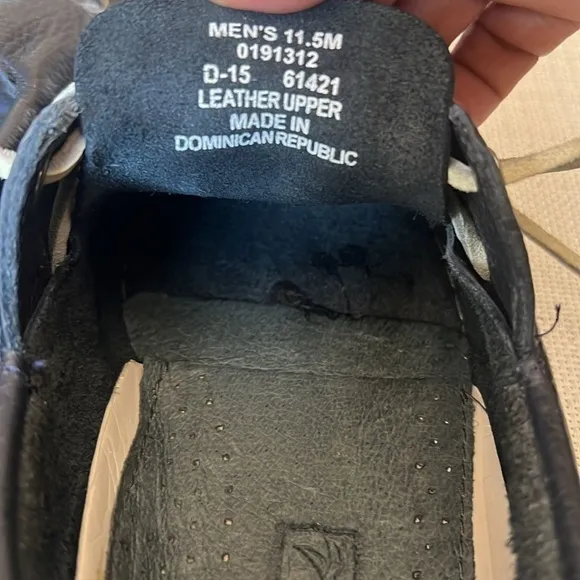 MEN'S 11.5M
0191312
D-15 61421
LEATHER UPPER
MADE IN
DOMINICAN REPUBLIC